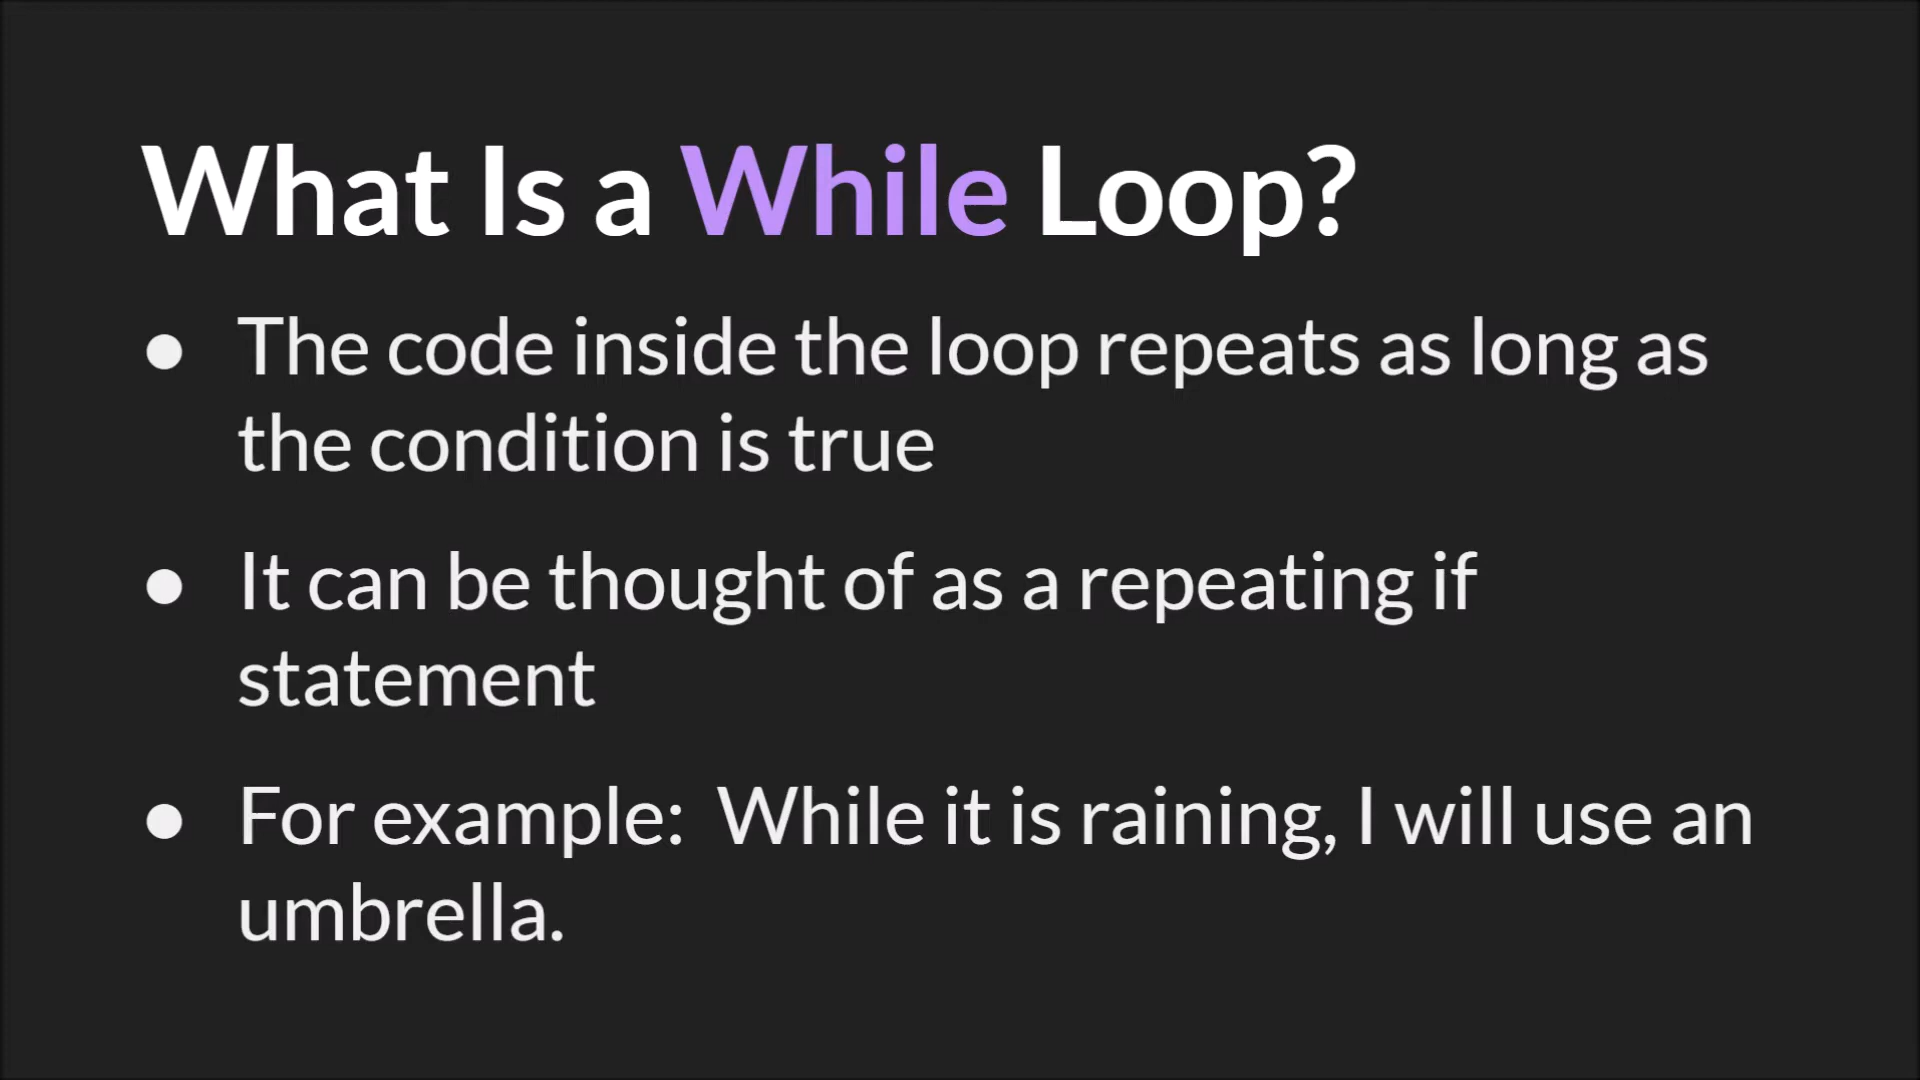 What Is a While Loop?
● The code inside the loop repeats as long as
the condition is true
● It can be thought of as a repeating if
statement
● For example:  While it is raining, I will use an
umbrella.